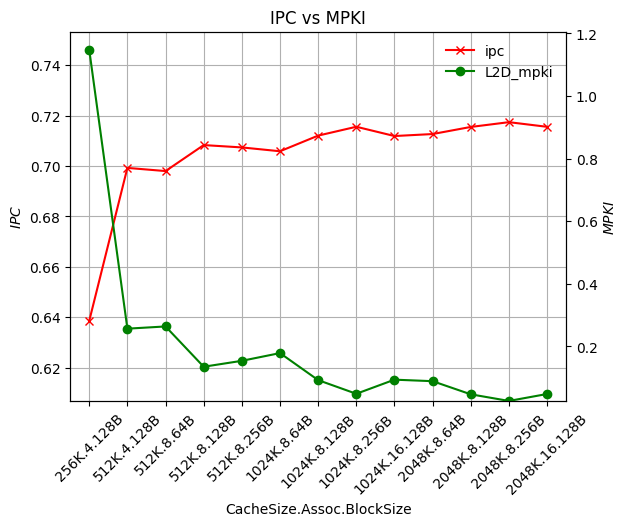 IPC vs MPKI
ipc
L2D_mpki
0.74
0.72
0.70
0.68
0.66
0.64
0.62
IPC
1.2
1.0
0.8
0.6
0.4
0.2
MPKI
256K.4.128B
512K.4.128B
512K.8.64B
512K.8.128B
512K.8.256B
1024K.8.64B
1024K.8.128B
1024K.8.256B
1024K.16.128B
2048K.8.64B
2048K.8.128B
2048K.8.256B
2048K.16.128B
CacheSize.Assoc.BlockSize